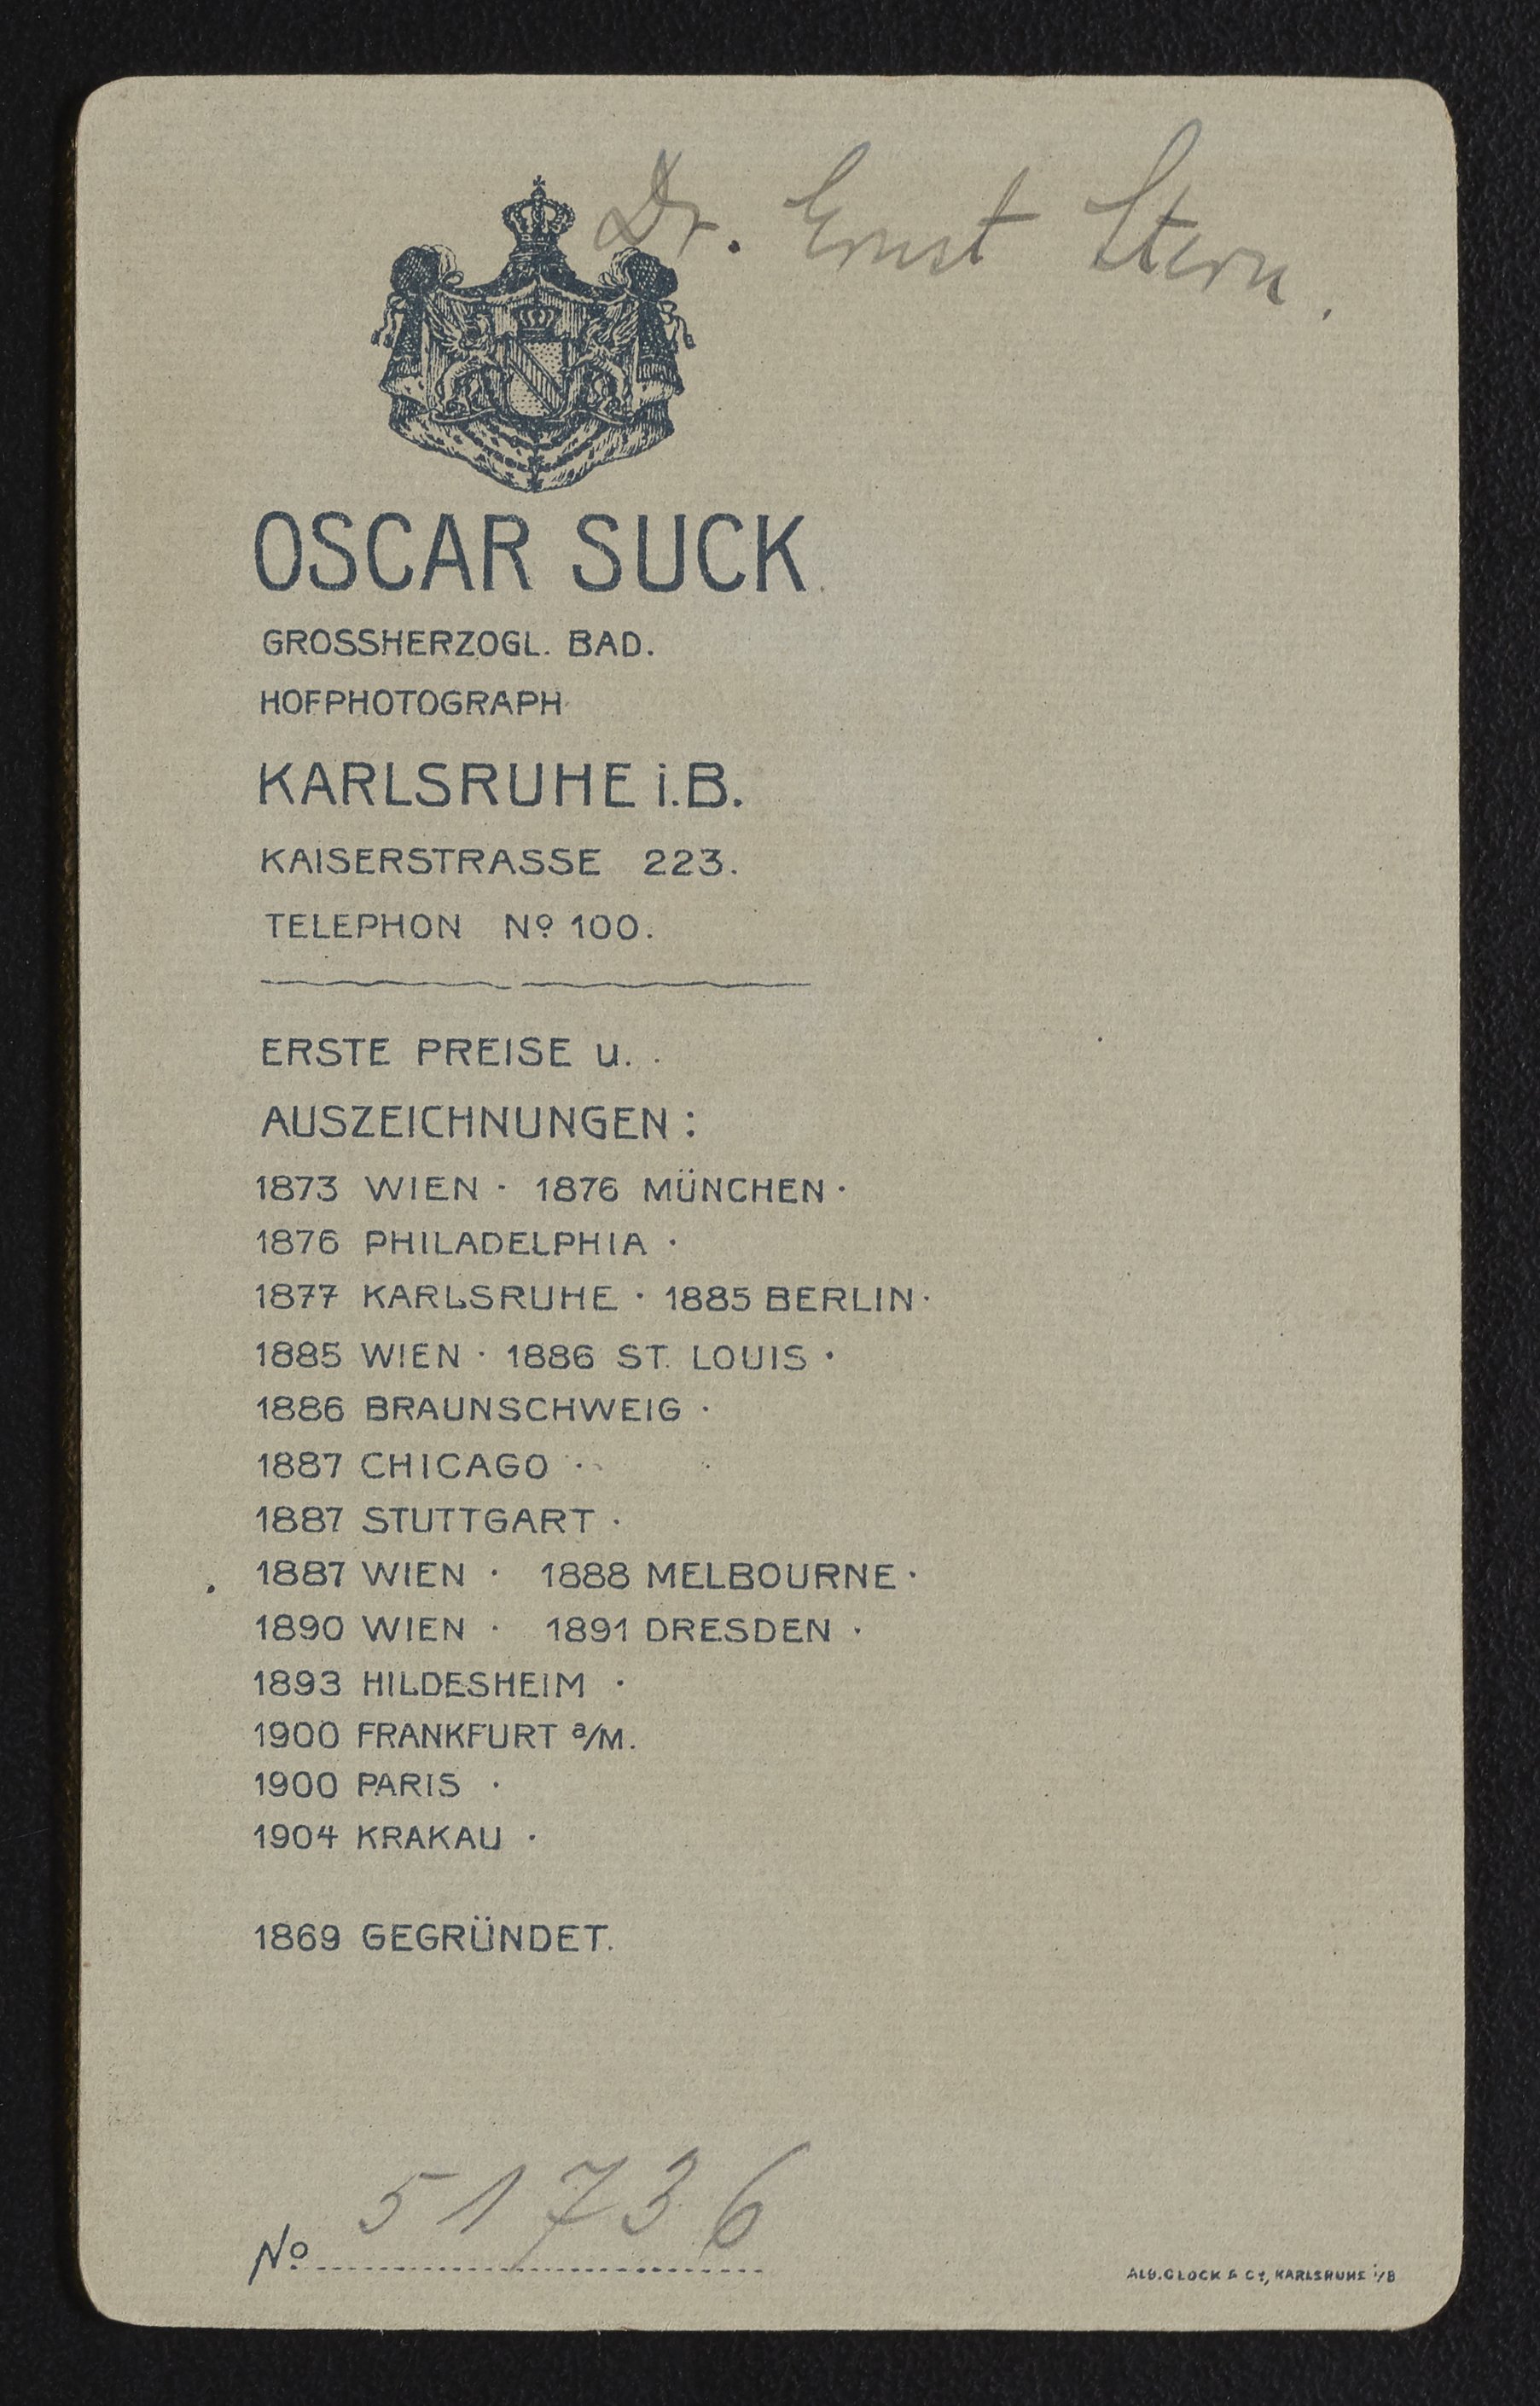 Dr. Ernst Stern.
OSCAR SUCK
GROSSHERZOGL. BAD.
HOFPHOTOGRAPH
KARLSRUHE i.B.
KAISERSTRASSE 223.
TELEPHON Nº 100.
ERSTE PREISE u.
AUSZEICHNUNGEN:
1873 WIEN · 1876 MÜNCHEN ·
1876 PHILADELPHIA ·
1877 KARLSRUHE · 1885 BERLIN ·
1885 WIEN · 1886 ST. LOUIS ·
1886 BRAUNSCHWEIG ·
1887 CHICAGO ·
1887 STUTTGART ·
1887 WIEN · 1888 MELBOURNE ·
1890 WIEN · 1891 DRESDEN ·
1893 HILDESHEIM ·
1900 FRANKFURT a/M.
1900 PARIS ·
1904 KRAKAU ·
1869 GEGRÜNDET.
Nº 51736
ALB. GLOCK & Cº, KARLSRUHE i/B